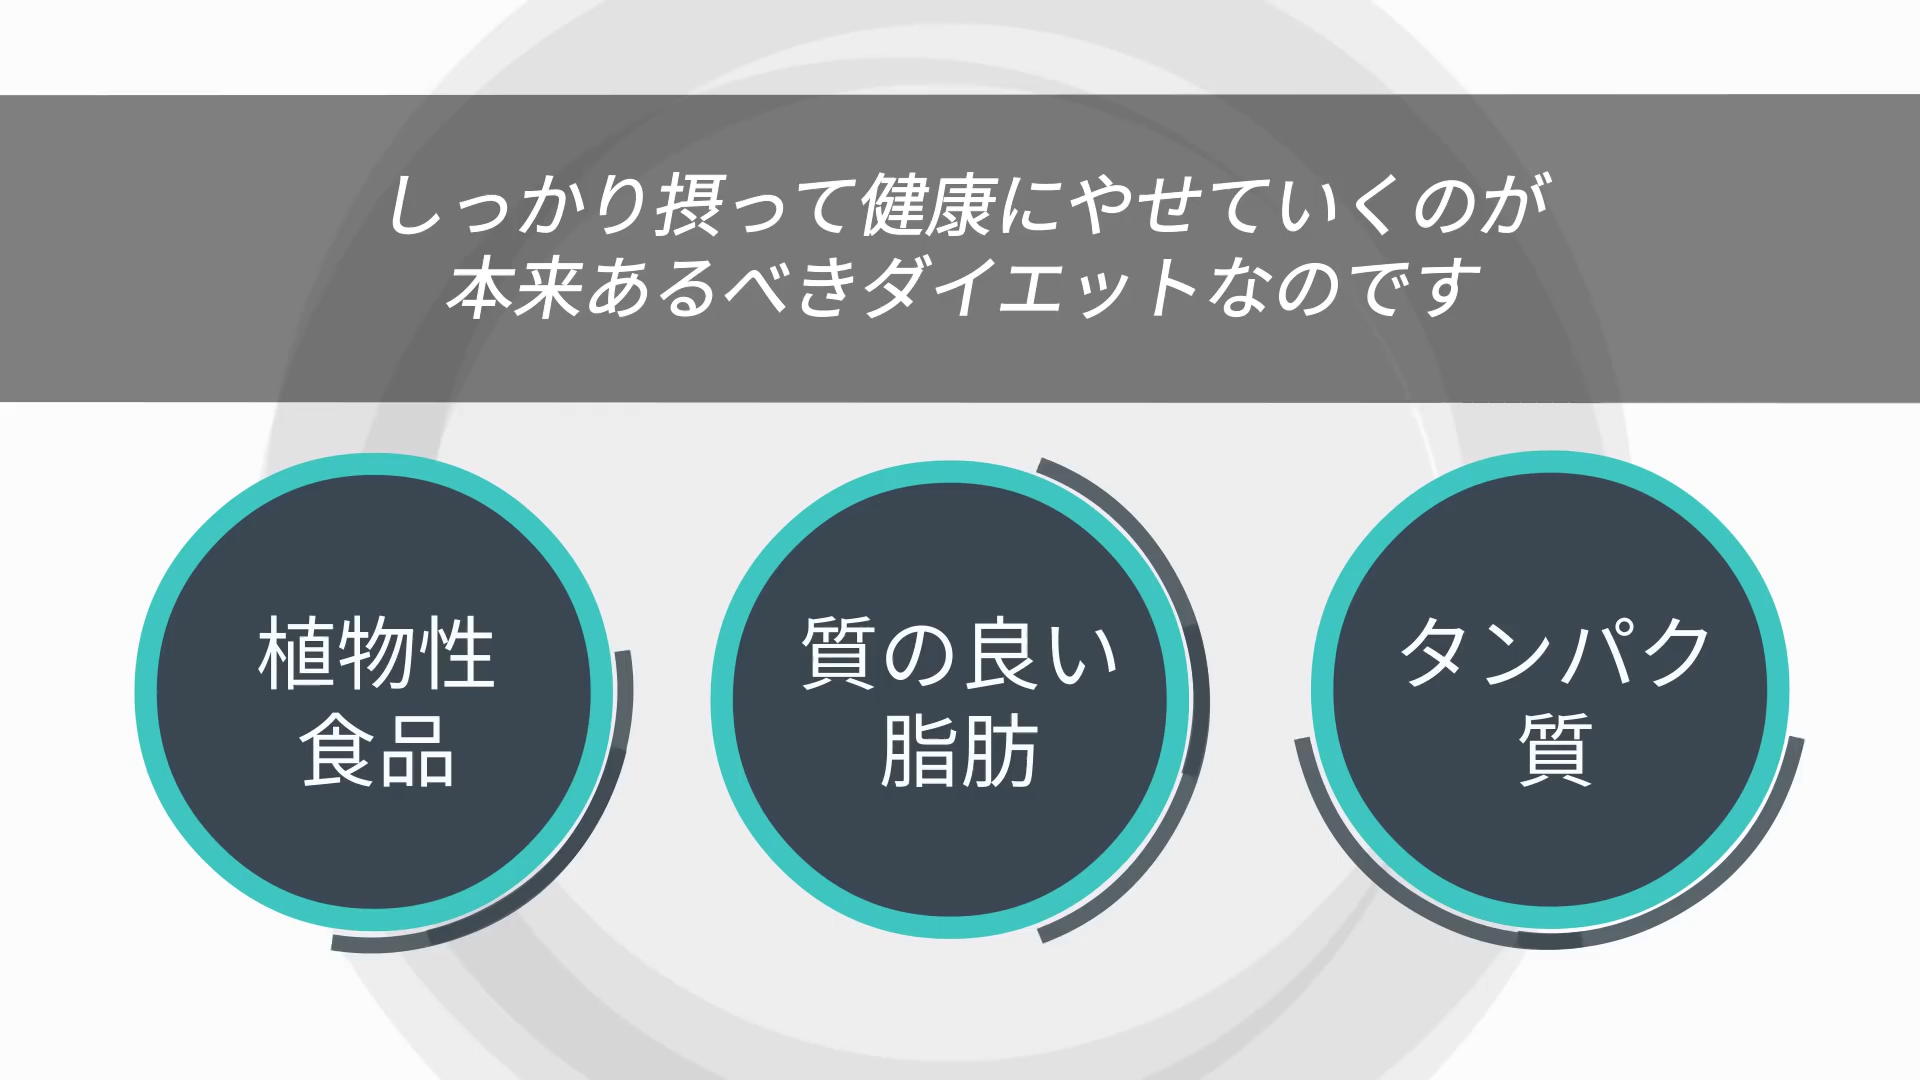 しっかり摂って健康にやせていくのが
本来あるべきダイエットなのです
植物性
食品
質の良い
脂肪
タンパク
質